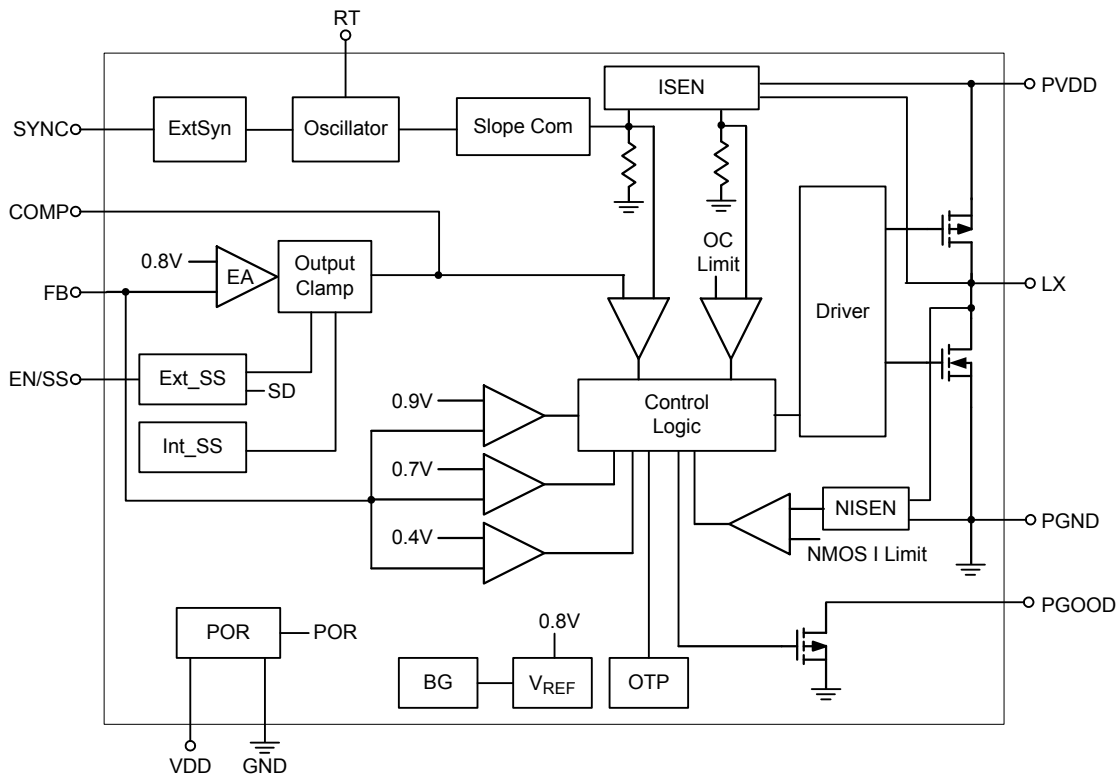 RT
ISEN
PVDD
SYNC
ExtSyn
Oscillator
Slope Com
COMP
OC
Limit
0.8V
EA
Output
Clamp
FB
LX
Driver
EN/SS
Ext_SS
SD
0.9V
Control
Logic
Int_SS
0.7V
NISEN
PGND
0.4V
NMOS I Limit
PGOOD
POR
POR
0.8V
BG
VREF
OTP
VDD
GND